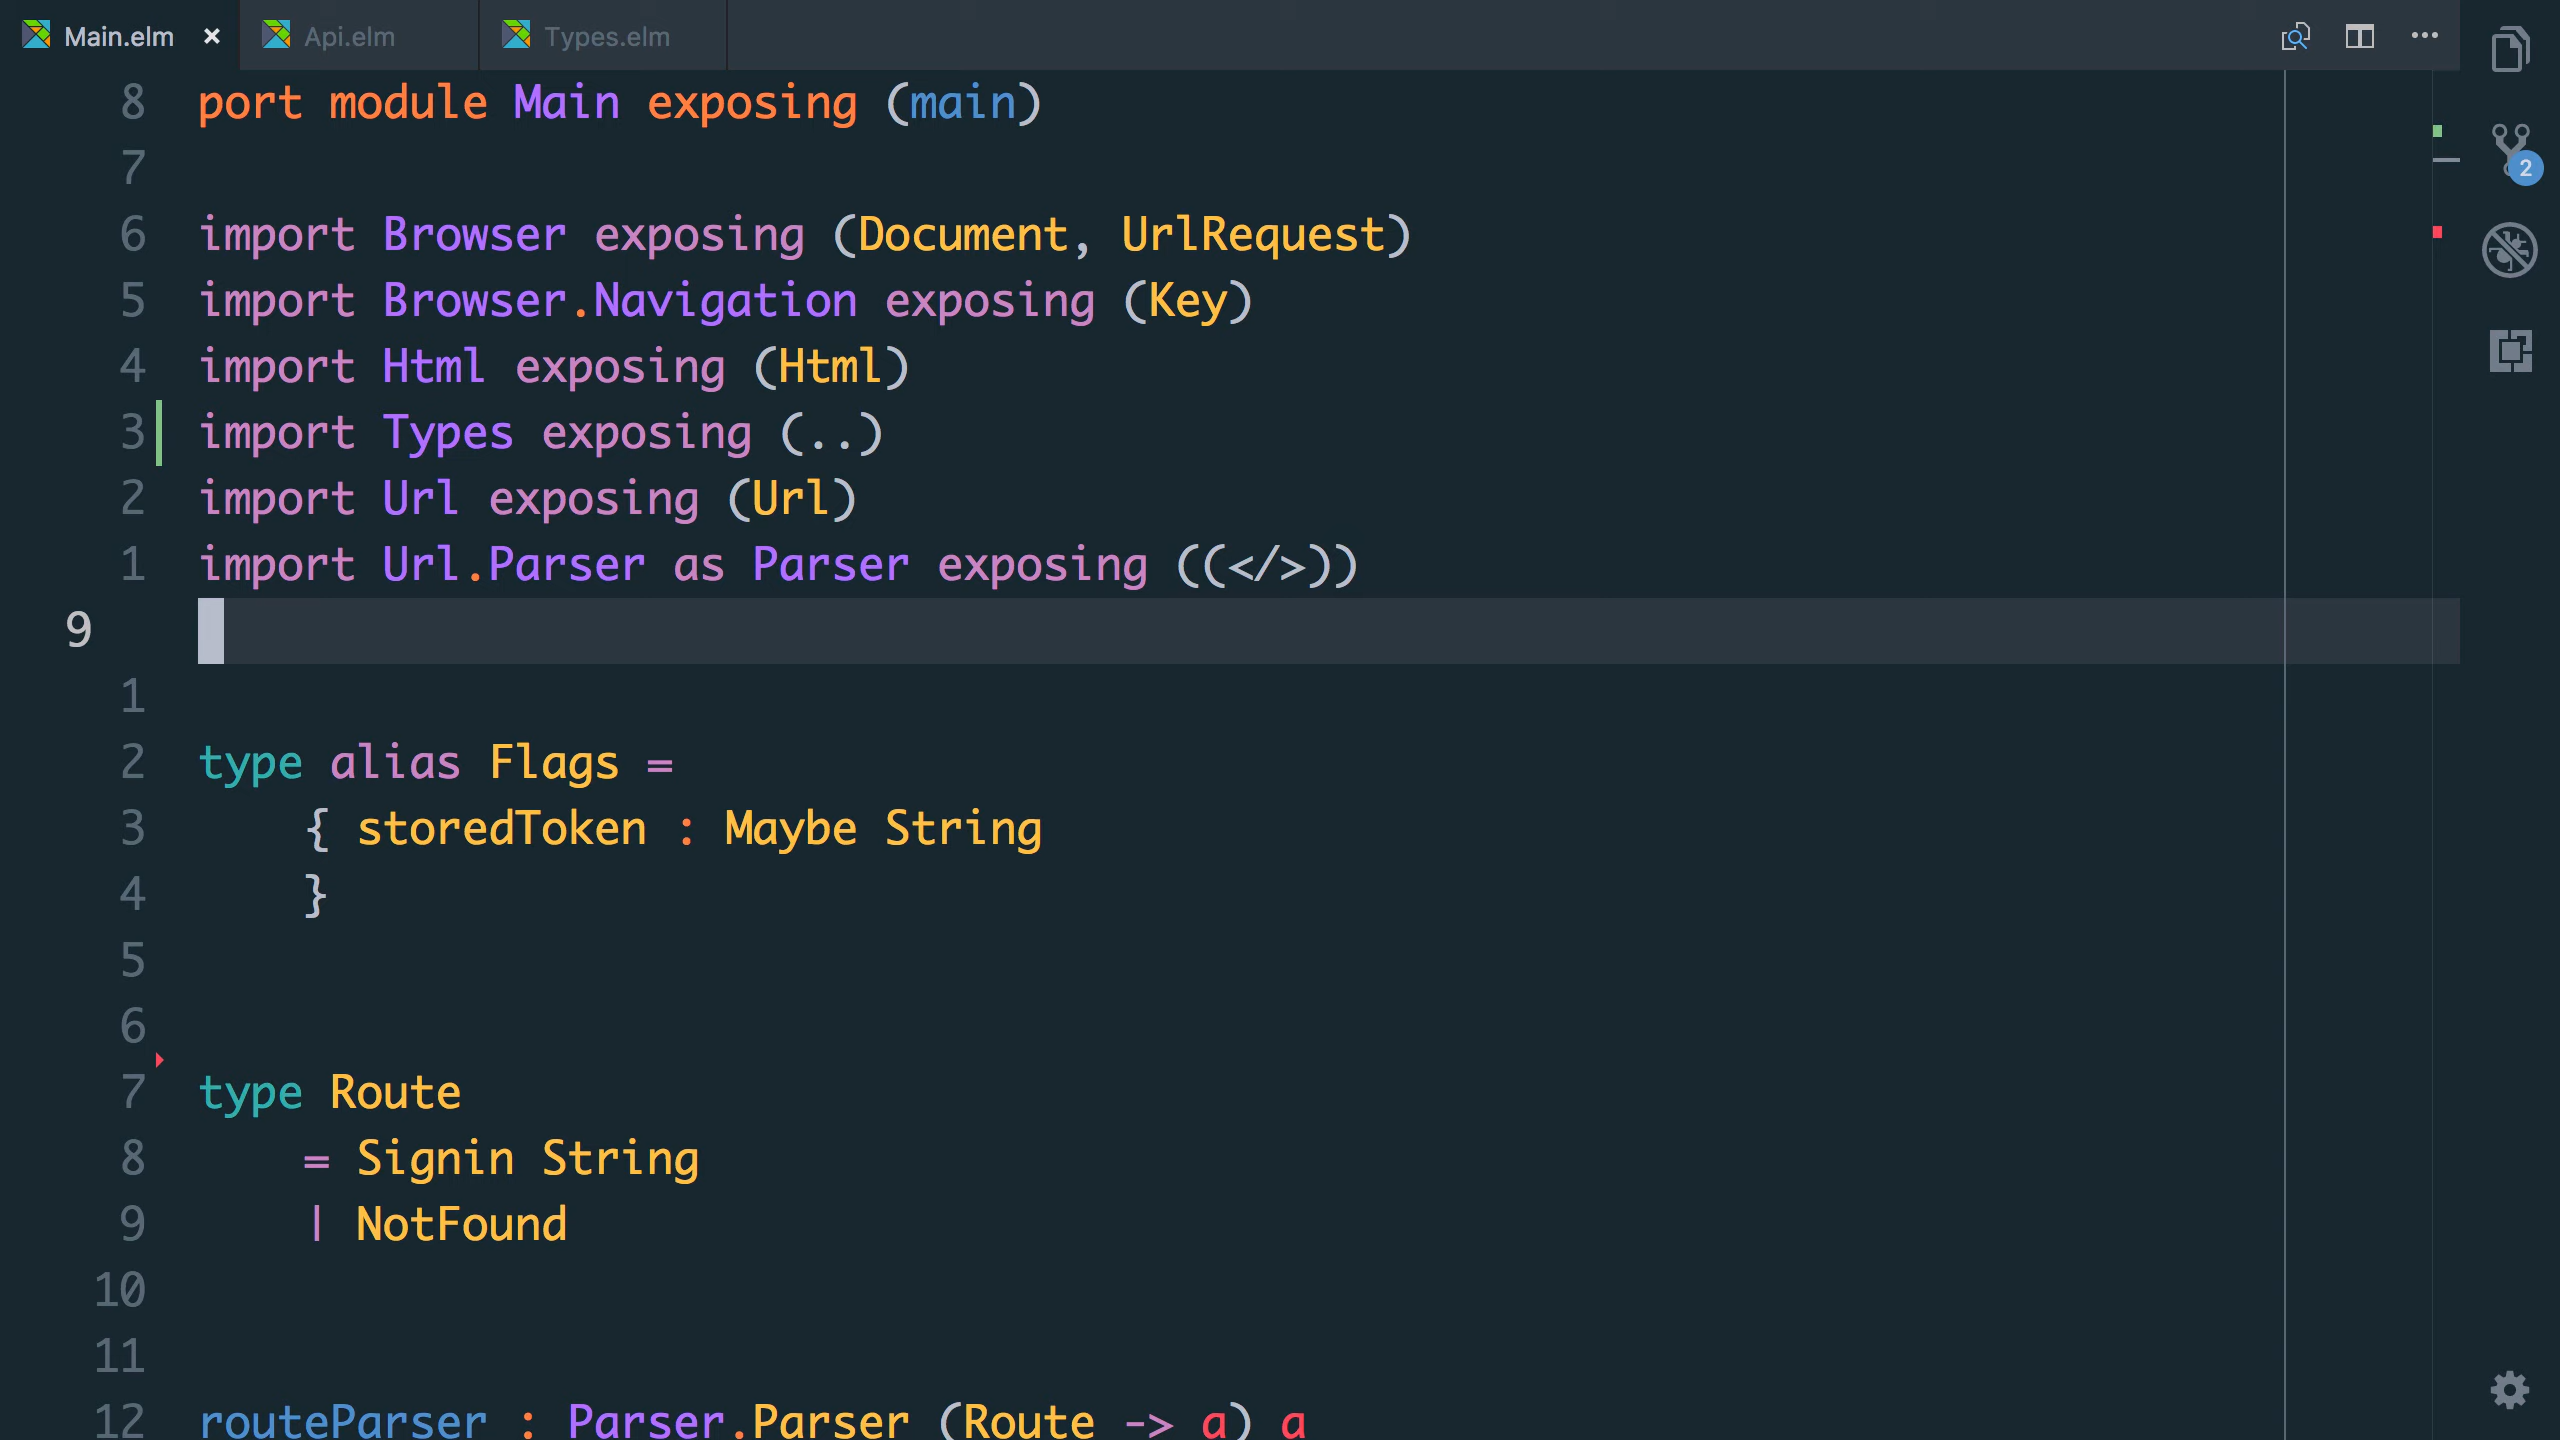 Main.elm × Api.elm Types.elm
8 port module Main exposing (main)
7
6 import Browser exposing (Document, UrlRequest)
5 import Browser.Navigation exposing (Key)
4 import Html exposing (Html)
3 import Types exposing (..)
2 import Url exposing (Url)
1 import Url.Parser as Parser exposing ((</>))
9
1
2 type alias Flags =
3     { storedToken : Maybe String
4     }
5
6
7 type Route
8     = Signin String
9     | NotFound
10
11
12 routeParser : Parser.Parser (Route -> a) a
2